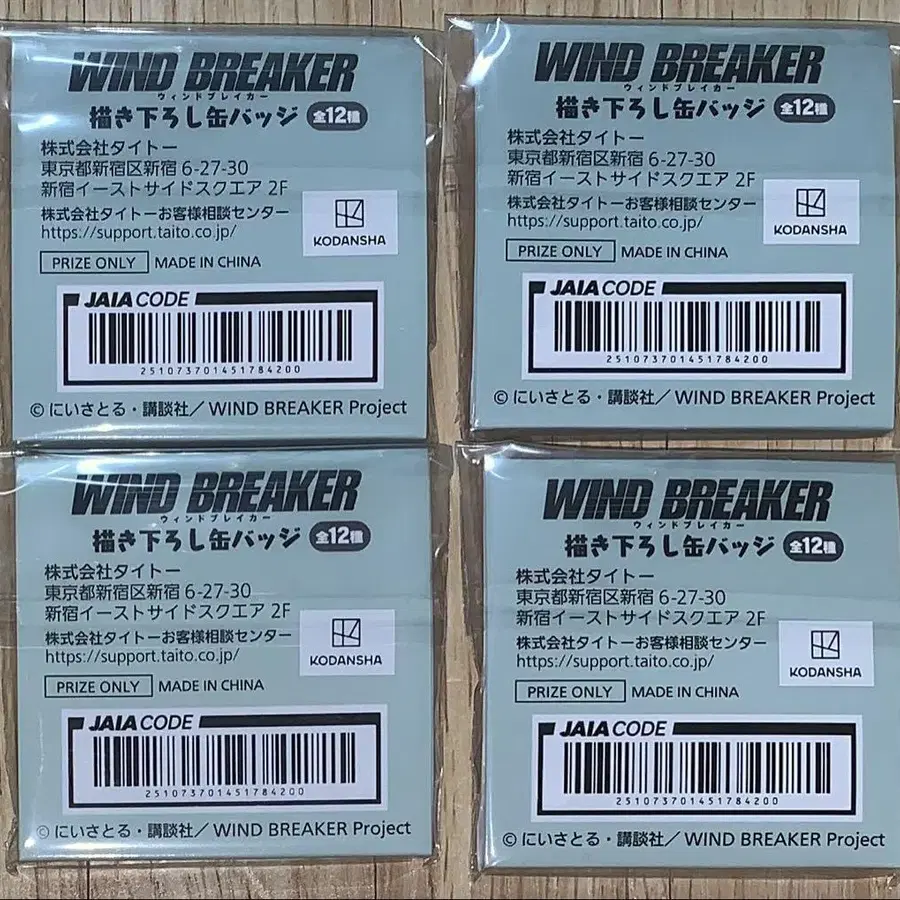 WIND BREAKER
ウィンドブレイカー
描き下ろし缶バッジ 全12種
株式会社タイトー
東京都新宿区新宿 6-27-30
新宿イーストサイドスクエア 2F
株式会社タイトーお客様相談センター
https://support.taito.co.jp/
KODANSHA
PRIZE ONLY MADE IN CHINA
JAIA CODE
251073701451784200
© にいさとる・講談社／WIND BREAKER Project
WIND BREAKER
ウィンドブレイカー
描き下ろし缶バッジ 全12種
株式会社タイトー
東京都新宿区新宿 6-27-30
新宿イーストサイドスクエア 2F
株式会社タイトーお客様相談センター
https://support.taito.co.jp/
KODANSHA
PRIZE ONLY MADE IN CHINA
JAIA CODE
251073701451784200
© にいさとる・講談社／WIND BREAKER Project
WIND BREAKER
ウィンドブレイカー
描き下ろし缶バッジ 全12種
株式会社タイトー
東京都新宿区新宿 6-27-30
新宿イーストサイドスクエア 2F
株式会社タイトーお客様相談センター
https://support.taito.co.jp/
KODANSHA
PRIZE ONLY MADE IN CHINA
JAIA CODE
251073701451784200
© にいさとる・講談社／WIND BREAKER Project
WIND BREAKER
ウィンドブレイカー
描き下ろし缶バッジ 全12種
株式会社タイトー
東京都新宿区新宿 6-27-30
新宿イーストサイドスクエア 2F
株式会社タイトーお客様相談センター
https://support.taito.co.jp/
KODANSHA
PRIZE ONLY MADE IN CHINA
JAIA CODE
251073701451784200
© にいさとる・講談社／WIND BREAKER Project